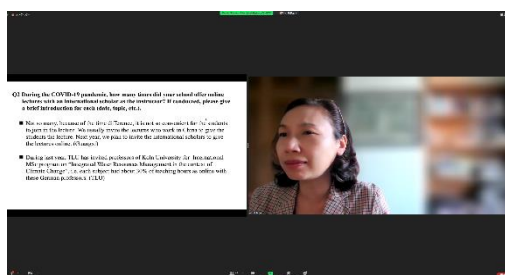 Q2 During the COVID-19 pandemic, how many times did your school offer online
lectures with an international scholar as the instructor? If conducted, please give
a brief introduction for each (date, topic, etc.).
Not so many, because of the time difference, it is not so convenient for the students
to join in the lecture. We usually invite the lecturers who work in China to give the
students the lecture. Next year, we plan to invite the international scholars to give
the lectures online.
During last year, TLU has invited professors of Koln University for International
MSc program on "Integrated Water Resources Management in the context of
Climate Change", i.e. each subject has about 30% of teaching hours as online with
these German professors. (TLU)